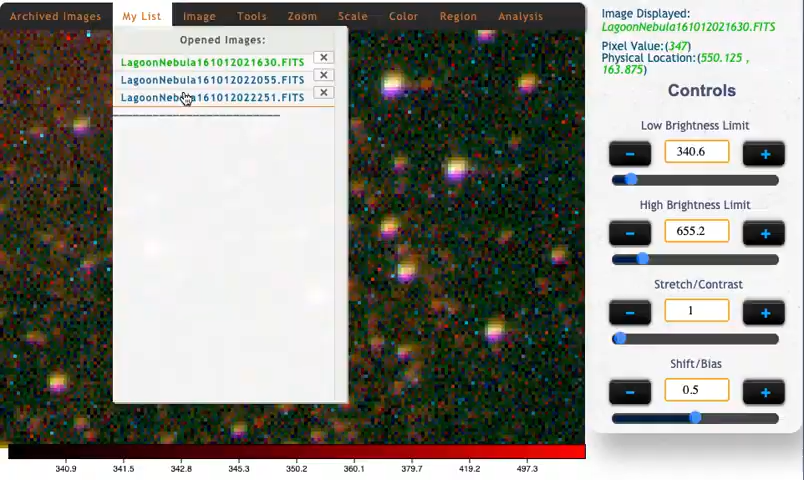 Archived Images My List Image Tools Zoom Scale Color Region Analysis
Opened Images:
LagoonNebula161012021630.FITS X
LagoonNebula161012022055.FITS X
LagoonNebula161012022251.FITS X
Image Displayed:
LagoonNebula161012021630.FITS
Pixel Value:(347)
Physical Location:(550.125 ,
163.875)
Controls
Low Brightness Limit
− 340.6 +
High Brightness Limit
− 655.2 +
Stretch/Contrast
− 1 +
Shift/Bias
− 0.5 +
340.9 341.5 342.8 345.3 350.2 360.1 379.7 419.2 497.3